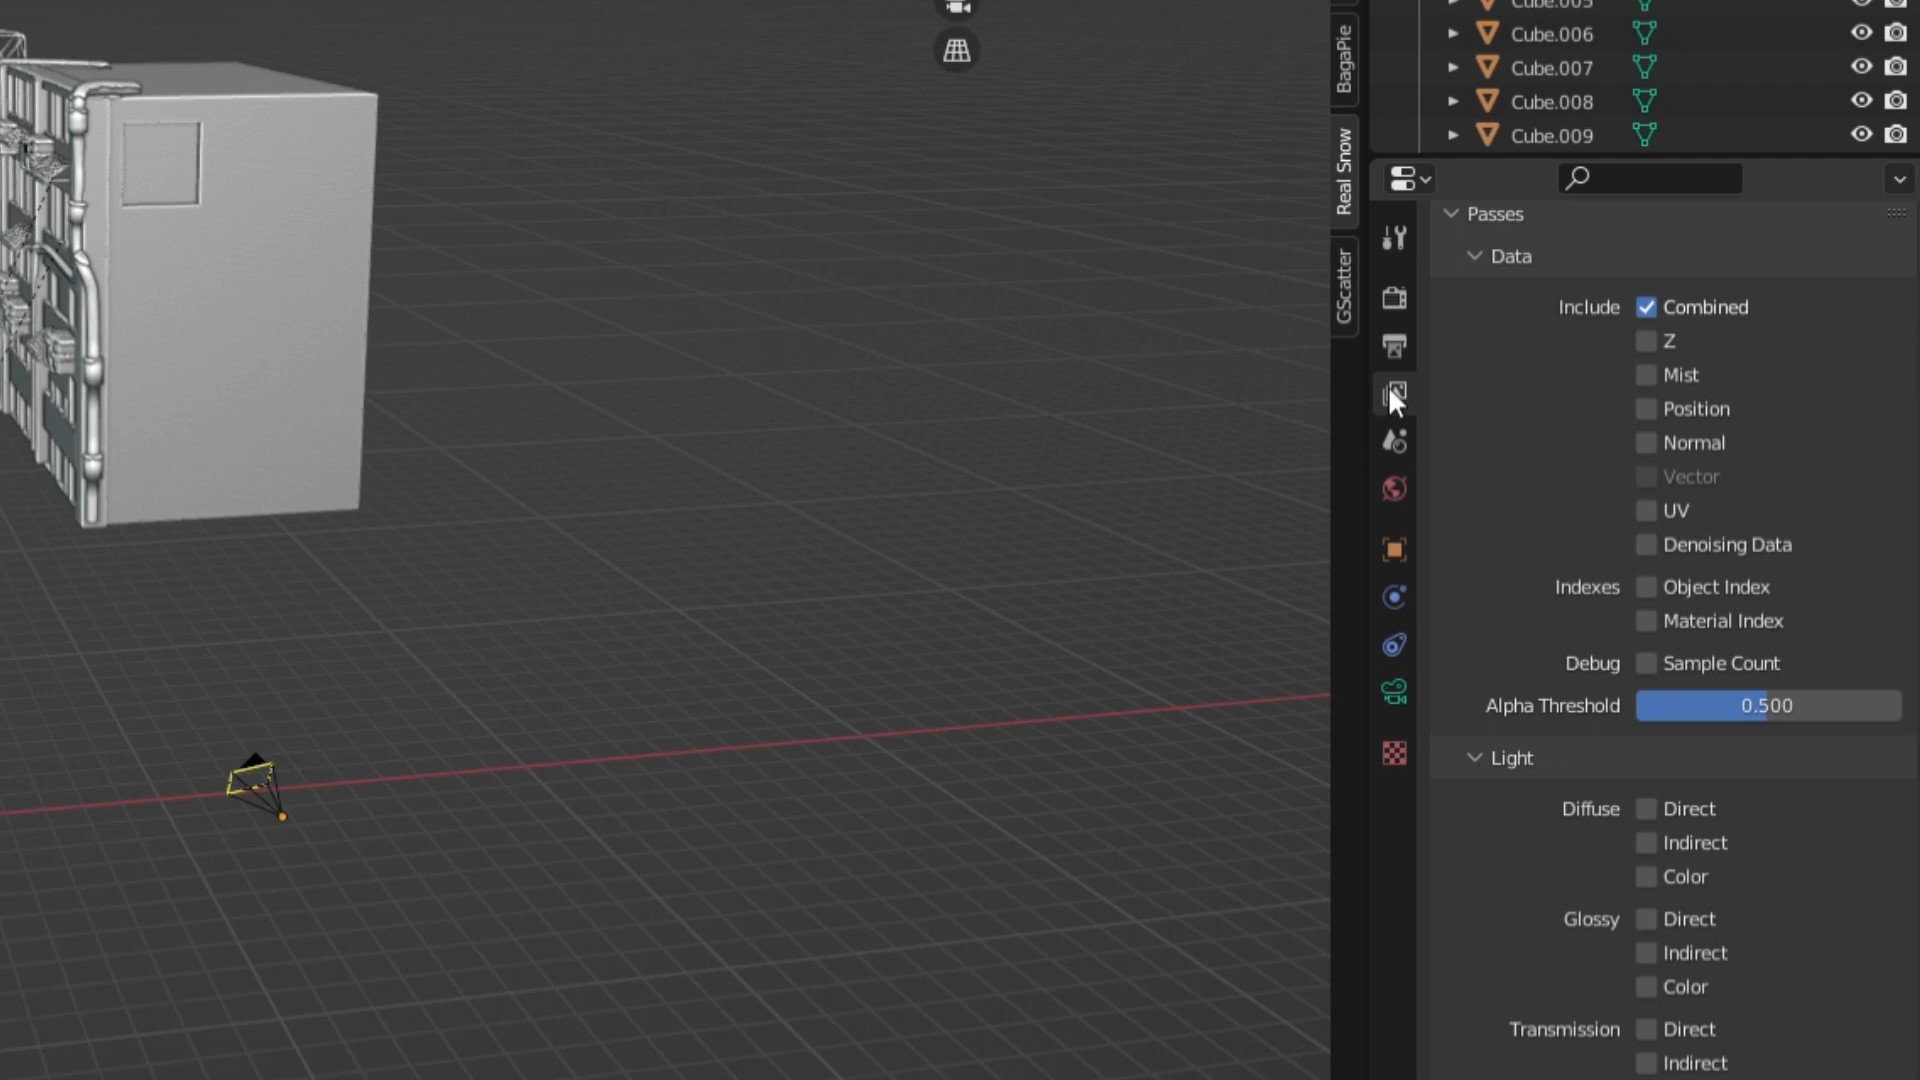 Cube.005
Cube.006
Cube.007
Cube.008
Cube.009
BagaPie
Real Snow
GScatter
Passes
Data
Include Combined
Z
Mist
Position
Normal
Vector
UV
Denoising Data
Indexes Object Index
Material Index
Debug Sample Count
Alpha Threshold 0.500
Light
Diffuse Direct
Indirect
Color
Glossy Direct
Indirect
Color
Transmission Direct
Indirect